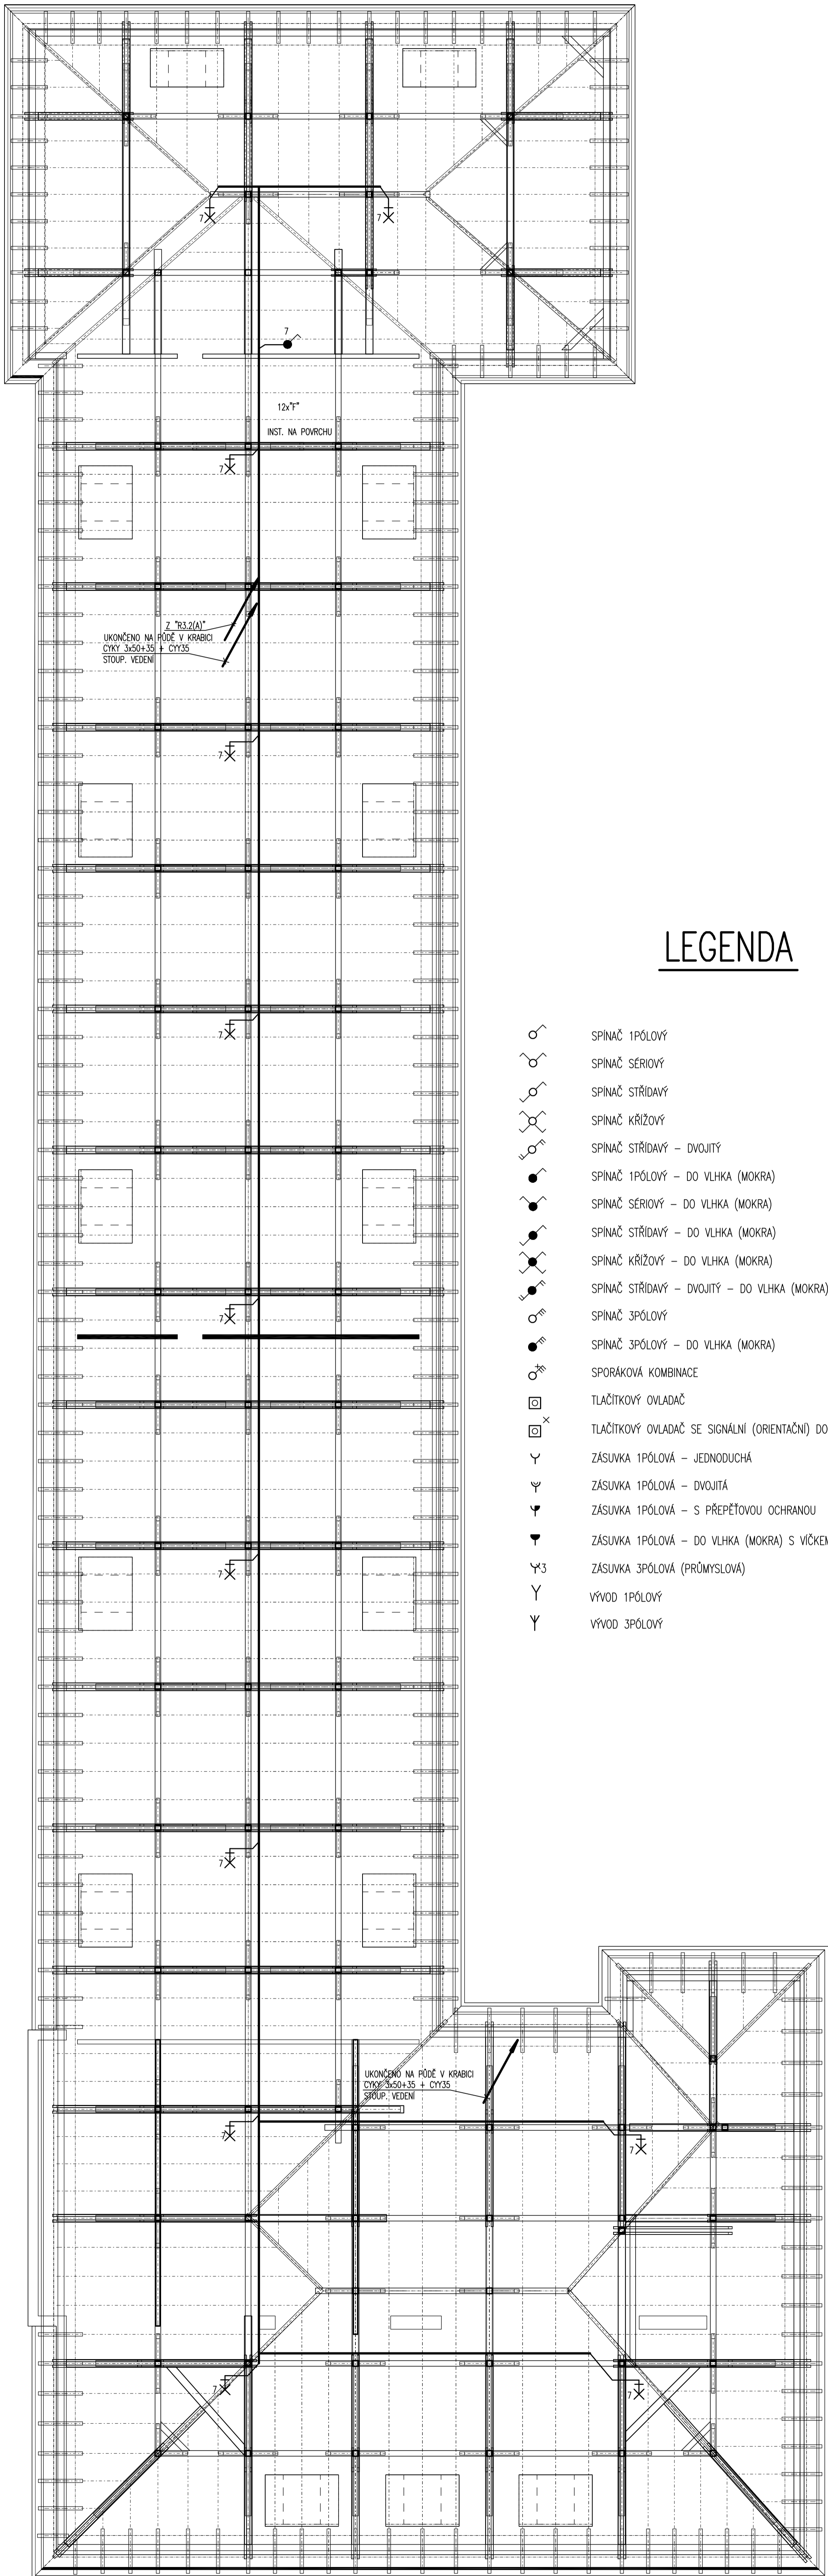 7
7
7
12x"F"
INST. NA POVRCHU
7
Z "R3.2(A)"
UKONČENO NA PŮDĚ V KRABICI
CYKY 3x50+35 + CYY35
STOUP. VEDENÍ
7
LEGENDA
7
SPÍNAČ 1PÓLOVÝ
SPÍNAČ SÉRIOVÝ
SPÍNAČ STŘÍDAVÝ
SPÍNAČ KŘÍŽOVÝ
SPÍNAČ STŘÍDAVÝ – DVOJITÝ
SPÍNAČ 1PÓLOVÝ – DO VLHKA (MOKRA)
SPÍNAČ SÉRIOVÝ – DO VLHKA (MOKRA)
SPÍNAČ STŘÍDAVÝ – DO VLHKA (MOKRA)
SPÍNAČ KŘÍŽOVÝ – DO VLHKA (MOKRA)
SPÍNAČ STŘÍDAVÝ – DVOJITÝ – DO VLHKA (MOKRA)
SPÍNAČ 3PÓLOVÝ
7
SPÍNAČ 3PÓLOVÝ – DO VLHKA (MOKRA)
SPORÁKOVÁ KOMBINACE
TLAČÍTKOVÝ OVLADAČ
TLAČÍTKOVÝ OVLADAČ SE SIGNÁLNÍ (ORIENTAČNÍ) DO
ZÁSUVKA 1PÓLOVÁ – JEDNODUCHÁ
ZÁSUVKA 1PÓLOVÁ – DVOJITÁ
ZÁSUVKA 1PÓLOVÁ – S PŘEPĚŤOVOU OCHRANOU
ZÁSUVKA 1PÓLOVÁ – DO VLHKA (MOKRA) S VÍČKEM
3 ZÁSUVKA 3PÓLOVÁ (PRŮMYSLOVÁ)
7
VÝVOD 1PÓLOVÝ
VÝVOD 3PÓLOVÝ
7
UKONČENO NA PŮDĚ V KRABICI
CYKY 3x50+35 + CYY35
STOUP. VEDENÍ
7
7
7
7